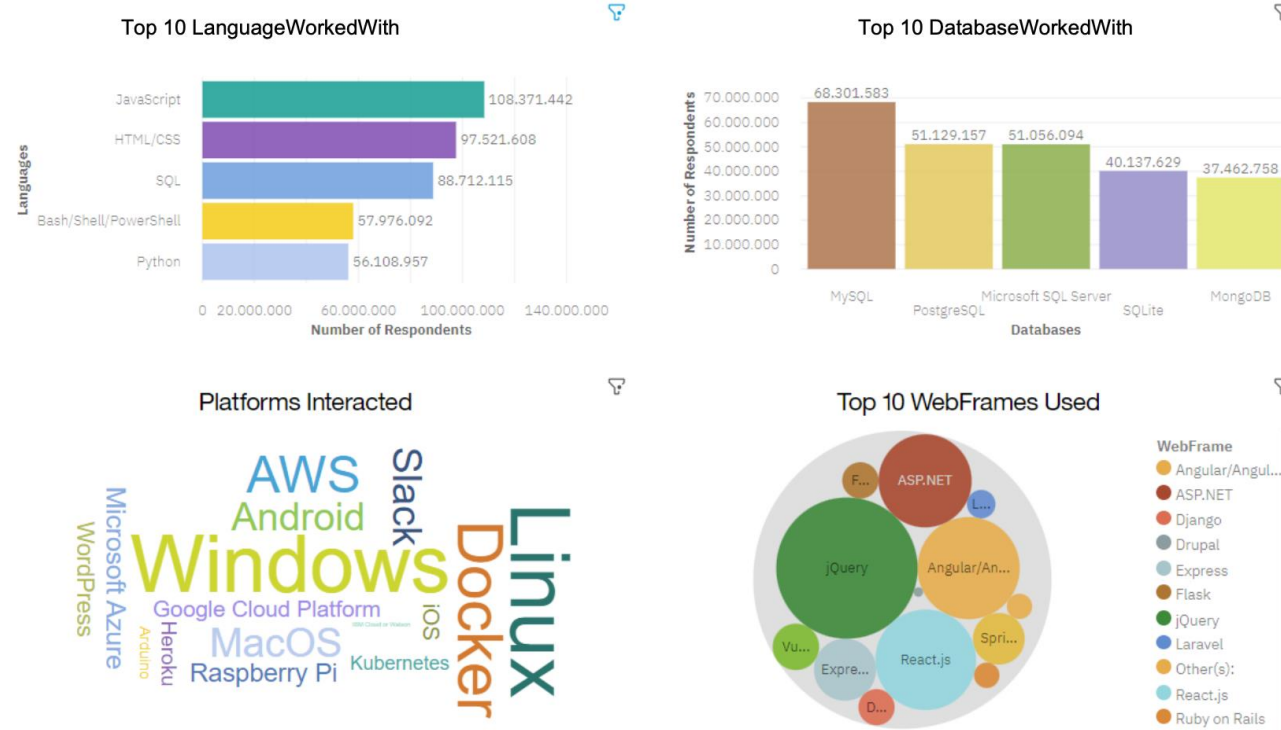 Top 10 LanguageWorkedWith
Languages
JavaScript
108.371.442
HTML/CSS
97.521.608
SQL
88.712.115
Bash/Shell/PowerShell
57.976.092
Python
56.108.957
0 20.000.000 60.000.000 100.000.000 140.000.000
Number of Respondents
Top 10 DatabaseWorkedWith
Number of Respondents
70.000.000
60.000.000
50.000.000
40.000.000
30.000.000
20.000.000
10.000.000
0
68.301.583
51.129.157
51.056.094
40.137.629
37.462.758
MySQL
PostgreSQL
Microsoft SQL Server
SQLite
MongoDB
Databases
Platforms Interacted
AWS
Slack
Android
Microsoft Azure
WordPress
Windows
Linux
Docker
Google Cloud Platform
IBM Cloud or Watson
iOS
Arduino
Heroku
MacOS
Raspberry Pi
Kubernetes
Top 10 WebFrames Used
F...
ASP.NET
L...
jQuery
Angular/An...
Vu...
Expre...
React.js
Spri...
D...
WebFrame
Angular/Angul...
ASP.NET
Django
Drupal
Express
Flask
jQuery
Laravel
Other(s):
React.js
Ruby on Rails